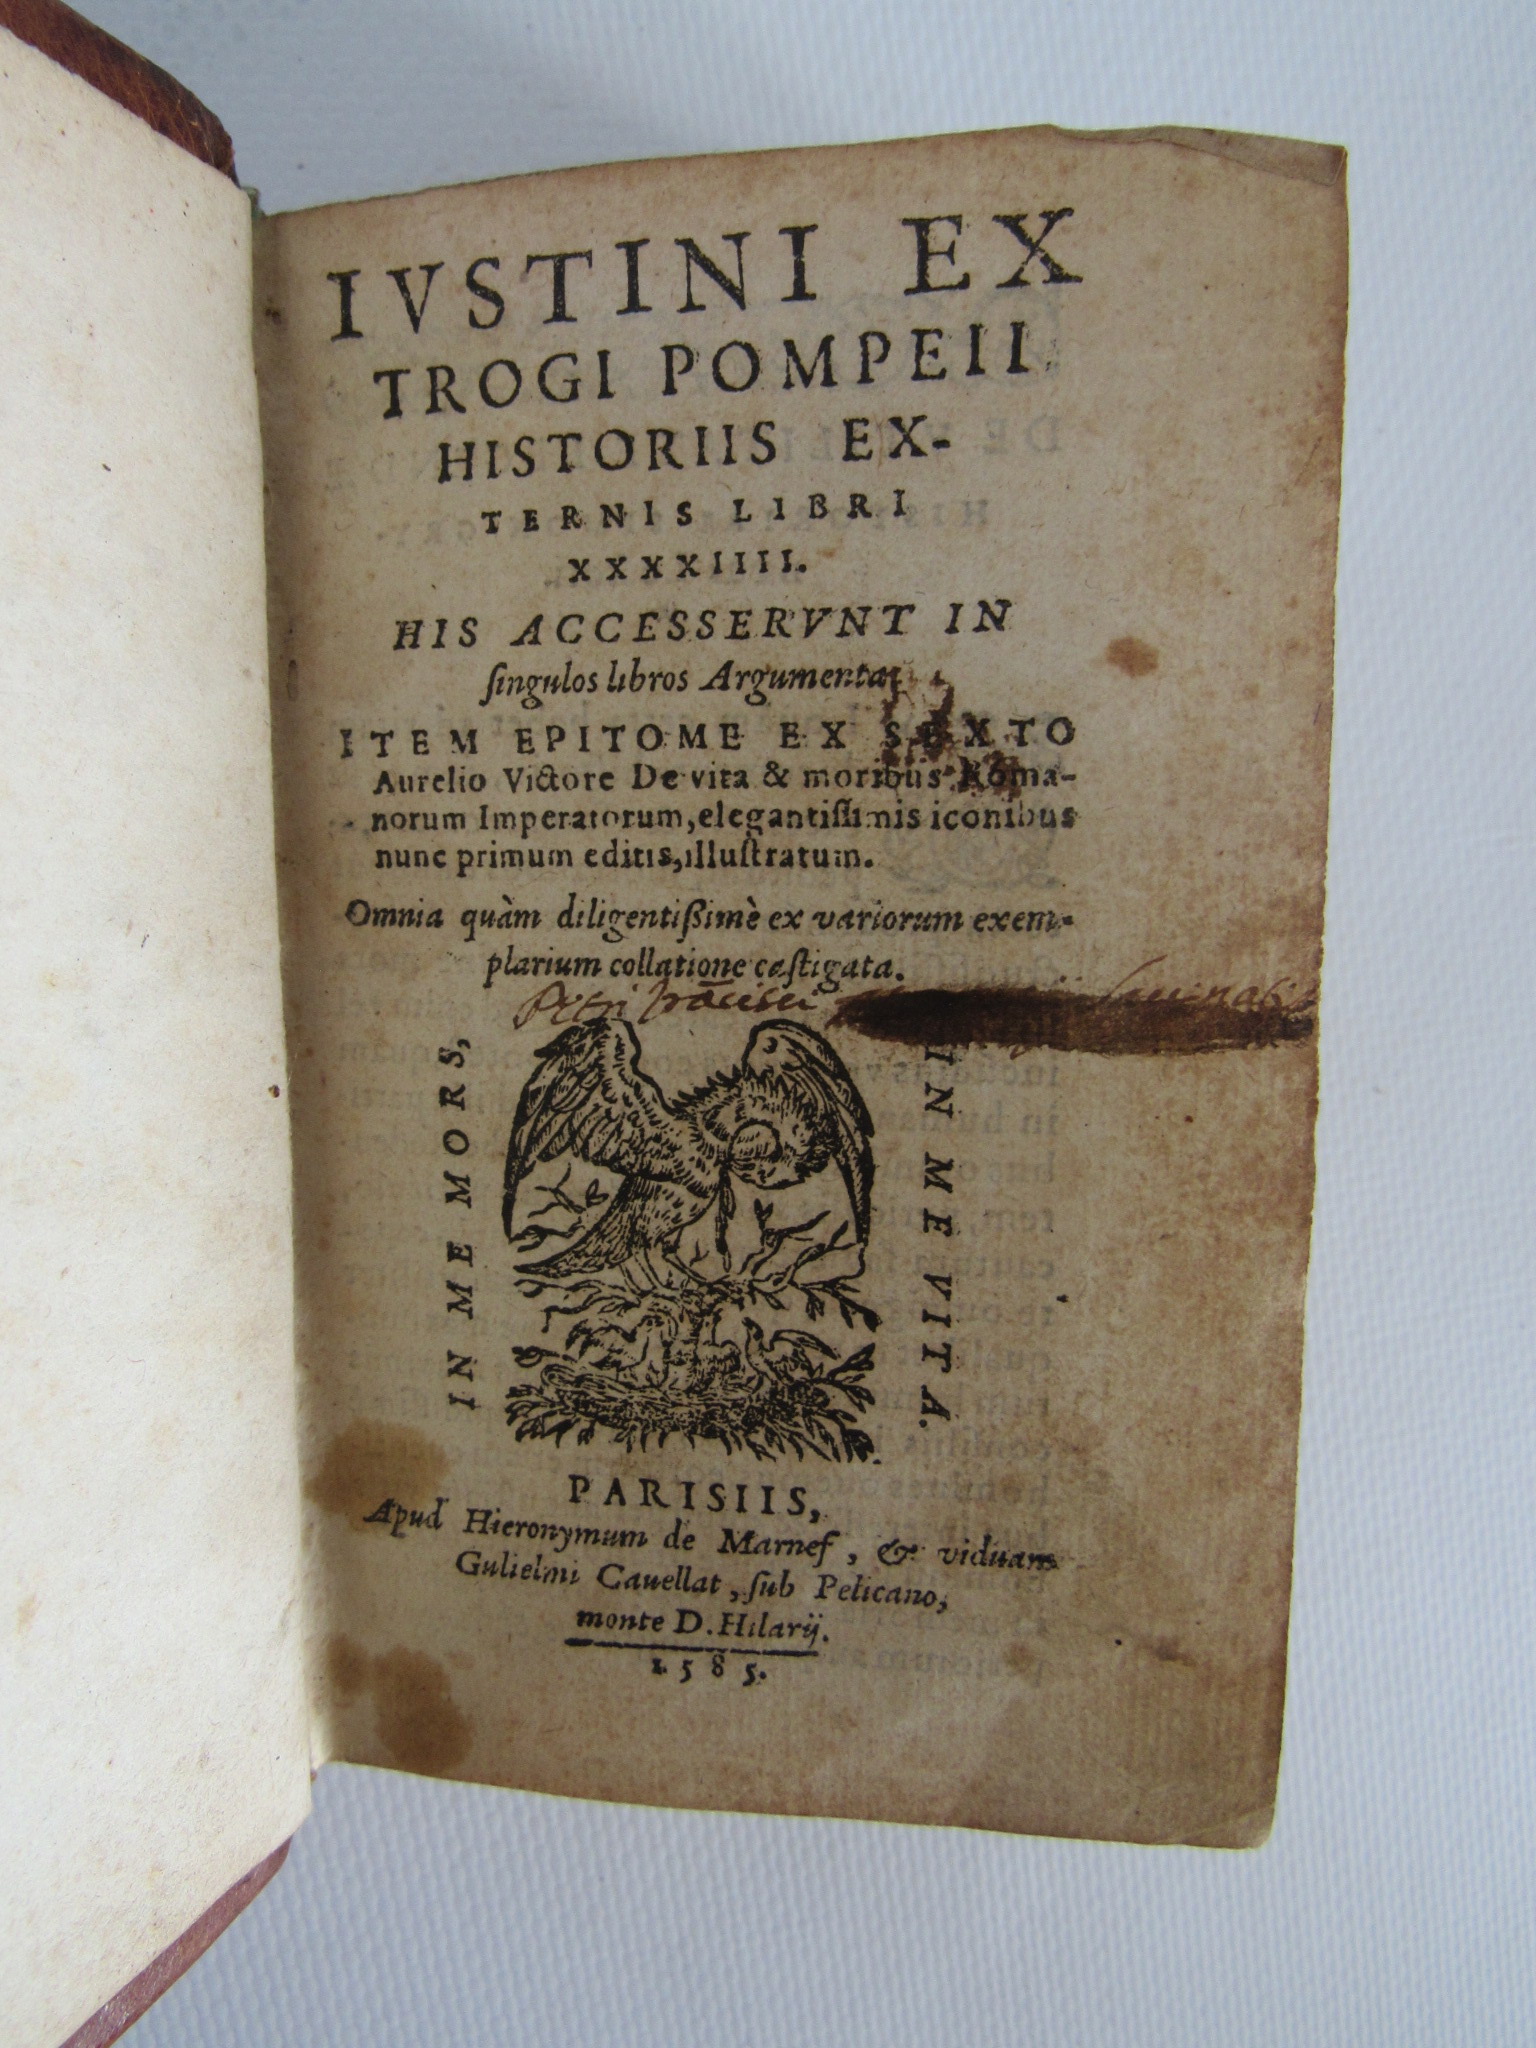 IVSTINI EX
TROGI POMPEII
HISTORIIS EX-
TERNIS LIBRI
XXXXIIII.
HIS ACCESSERVNT IN
ſingulos libros Argumenta.
ITEM EPITOME EX SEXTO
Aurelio Victore De vita & moribus Roma-
norum Imperatorum, elegantiſſimis iconibus
nunc primum editis, illuſtratum.
Omnia quàm diligentißimè ex variorum exem-
plarium collatione caſtigata.
Petri
IN ME MORS,
IN ME VITA.
PARISIIS,
Apud Hieronymum de Marnef, & viduam
Gulielmi Cauellat, ſub Pelicano,
monte D. Hilarij.
1585.